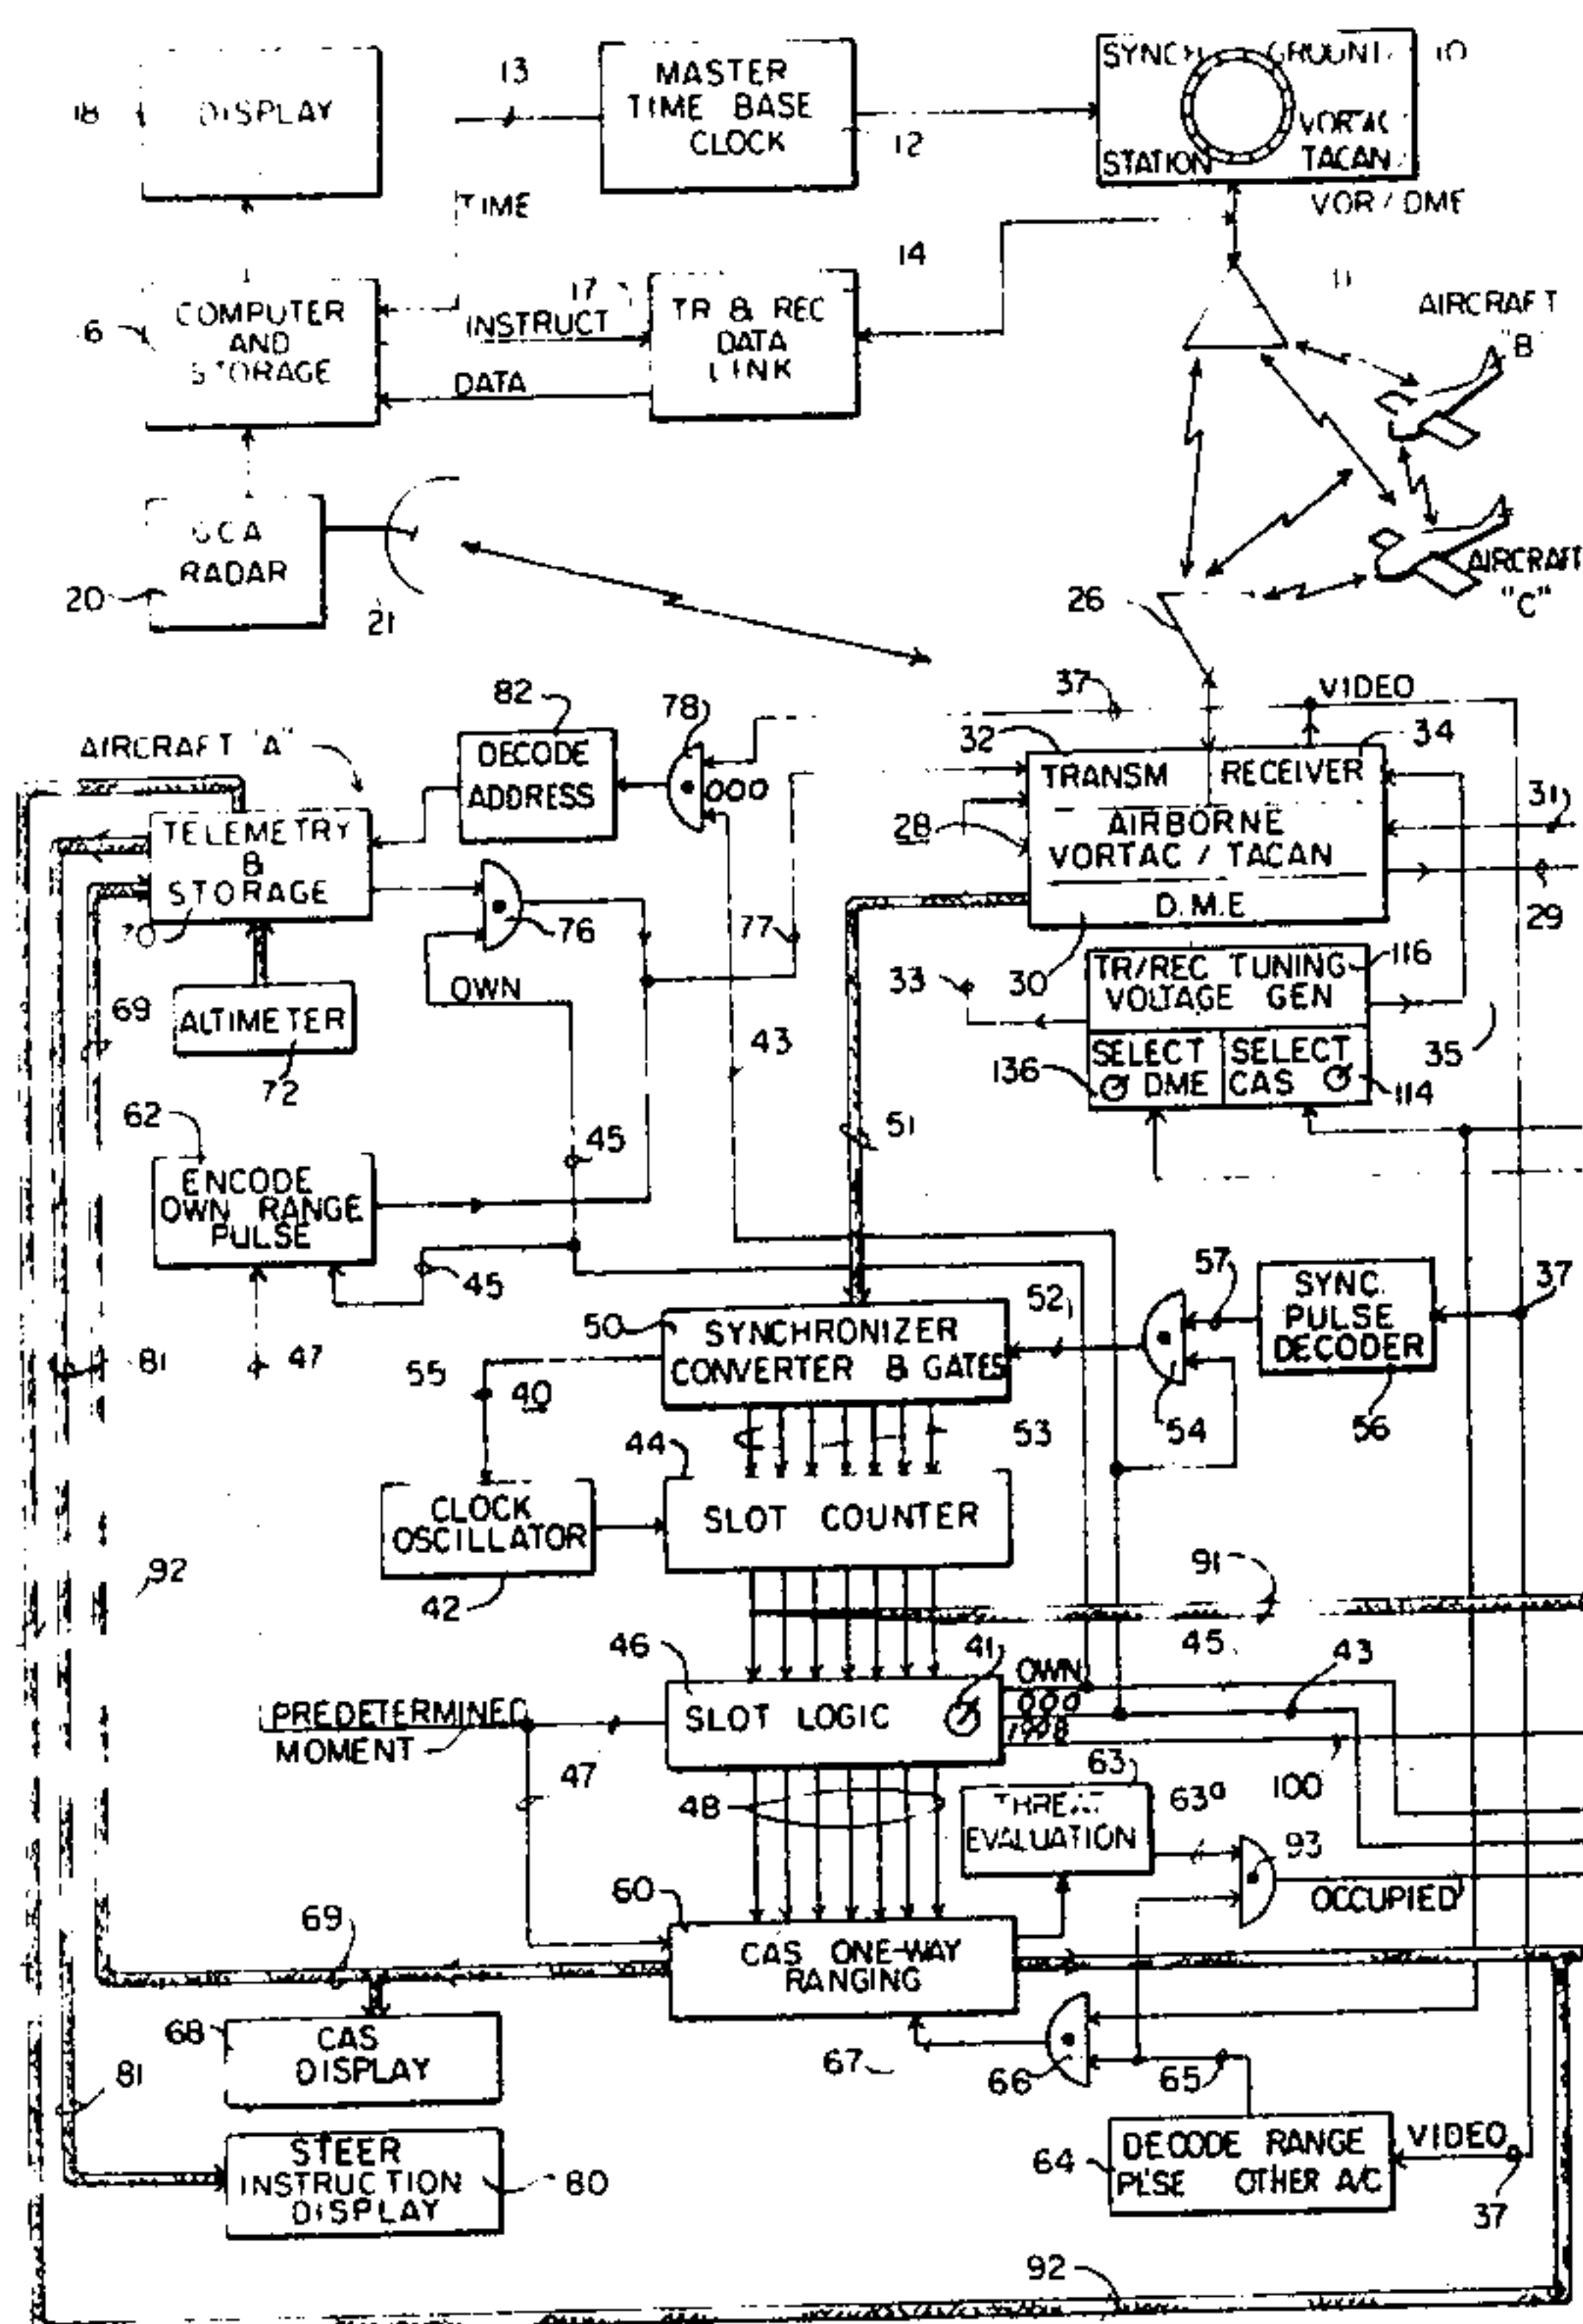 DISPLAY
18
13
MASTER
TIME BASE
CLOCK
12
SYNCH GROUND
STATION
VORTAC
TACAN
10
VOR / DME
TIME
COMPUTER
AND
STORAGE
17
INSTRUCT
DATA
TR & REC
DATA
LINK
14
11
AIRCRAFT
"B"
GCA
RADAR
20
21
26
AIRCRAFT
"C"
AIRCRAFT "A"
82
DECODE
ADDRESS
78
000
37
VIDEO
32
34
TRANSM RECEIVER
AIRBORNE
VORTAC / TACAN
D.M.E
28
31
29
30
TELEMETRY
&
STORAGE
70
76
OWN
77
ALTIMETER
72
69
33
TR/REC TUNING
VOLTAGE GEN
116
SELECT
DME
136
SELECT
CAS
114
35
43
51
62
ENCODE
OWN RANGE
PULSE
45
45
47
81
50
SYNCHRONIZER
CONVERTER & GATES
52
57
54
SYNC.
PULSE
DECODER
37
56
55
40
53
44
CLOCK
OSCILLATOR
42
SLOT COUNTER
92
91
45
46
SLOT LOGIC
41
OWN
000
1998
43
100
PREDETERMINED
MOMENT
47
48
63
THREAT
EVALUATION
63a
93
OCCUPIED
60
CAS ONE-WAY
RANGING
69
68
CAS
DISPLAY
67
66
65
81
STEER
INSTRUCTION
DISPLAY
80
64
DECODE RANGE
PLSE OTHER A/C
VIDEO
37
92